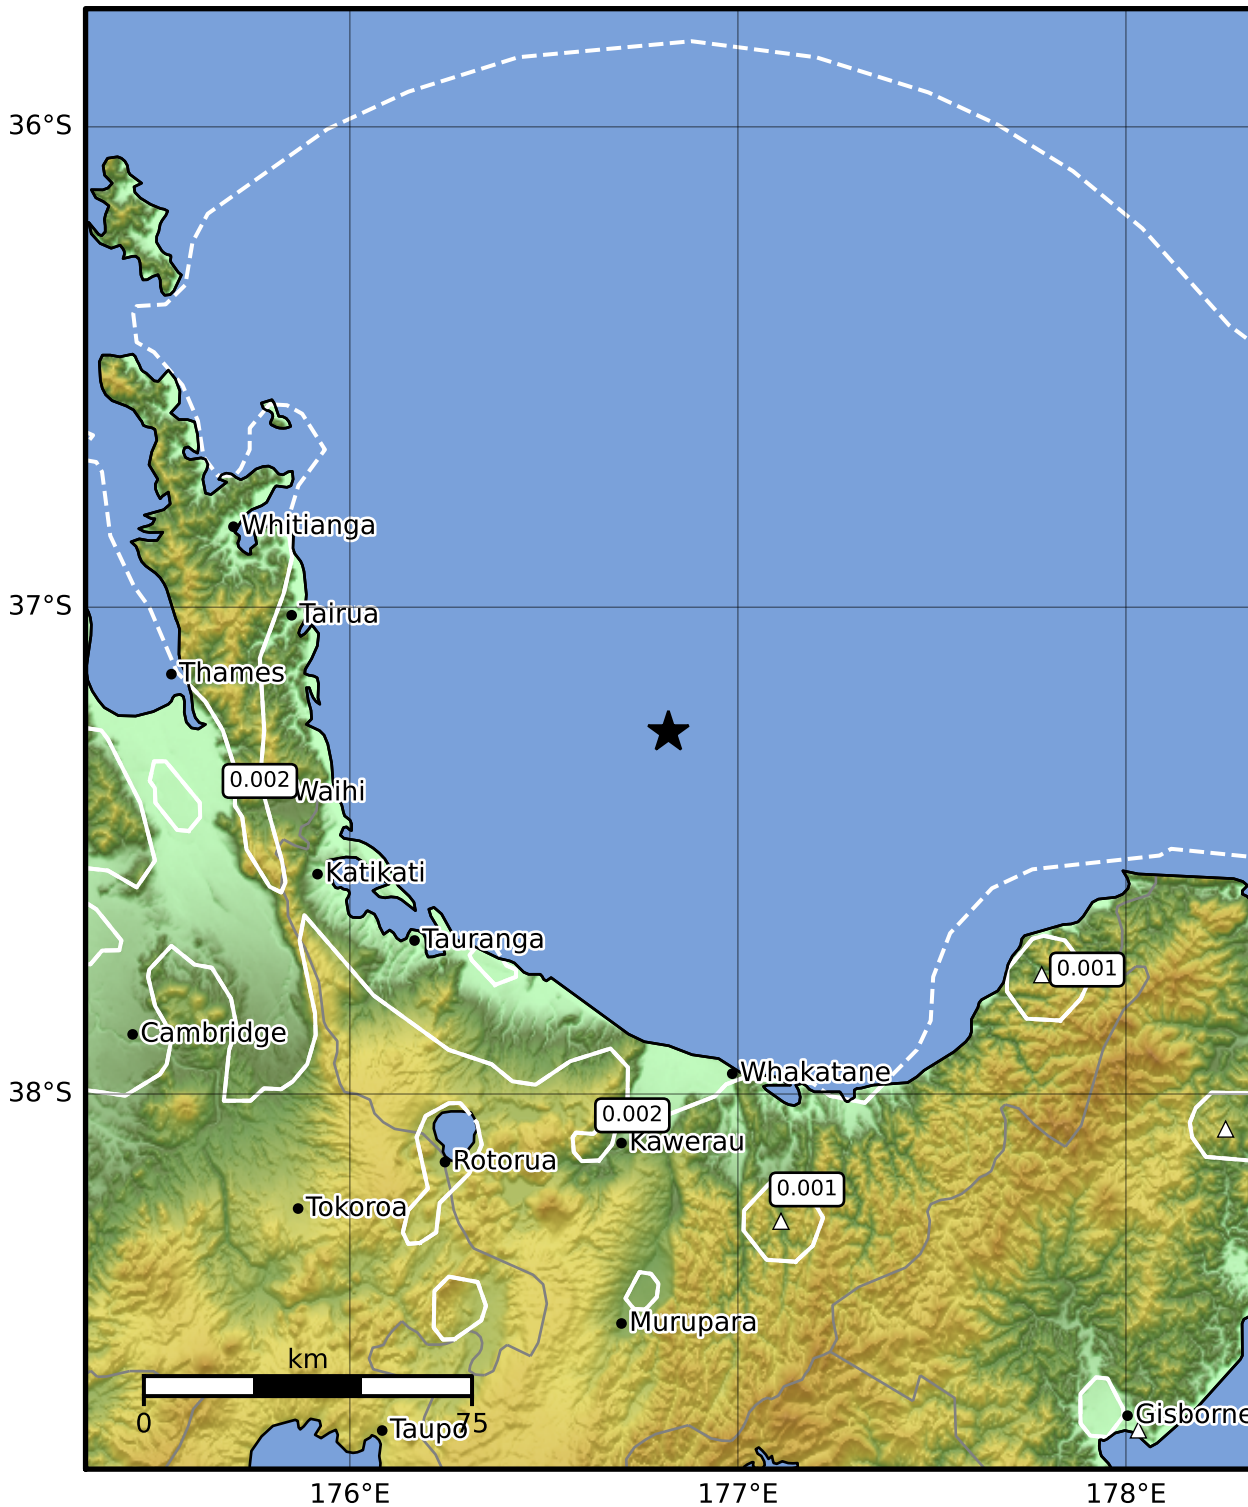 36°S
Whitianga
37°S
Tairua
Thames
0.002
Waihi
Katikati
Tauranga
0.001
Cambridge
Whakatane
38°S
0.002
Kawerau
Rotorua
0.001
Tokoroa
Murupara
km
0
75
Taupo
Gisborne
176°E
177°E
178°E